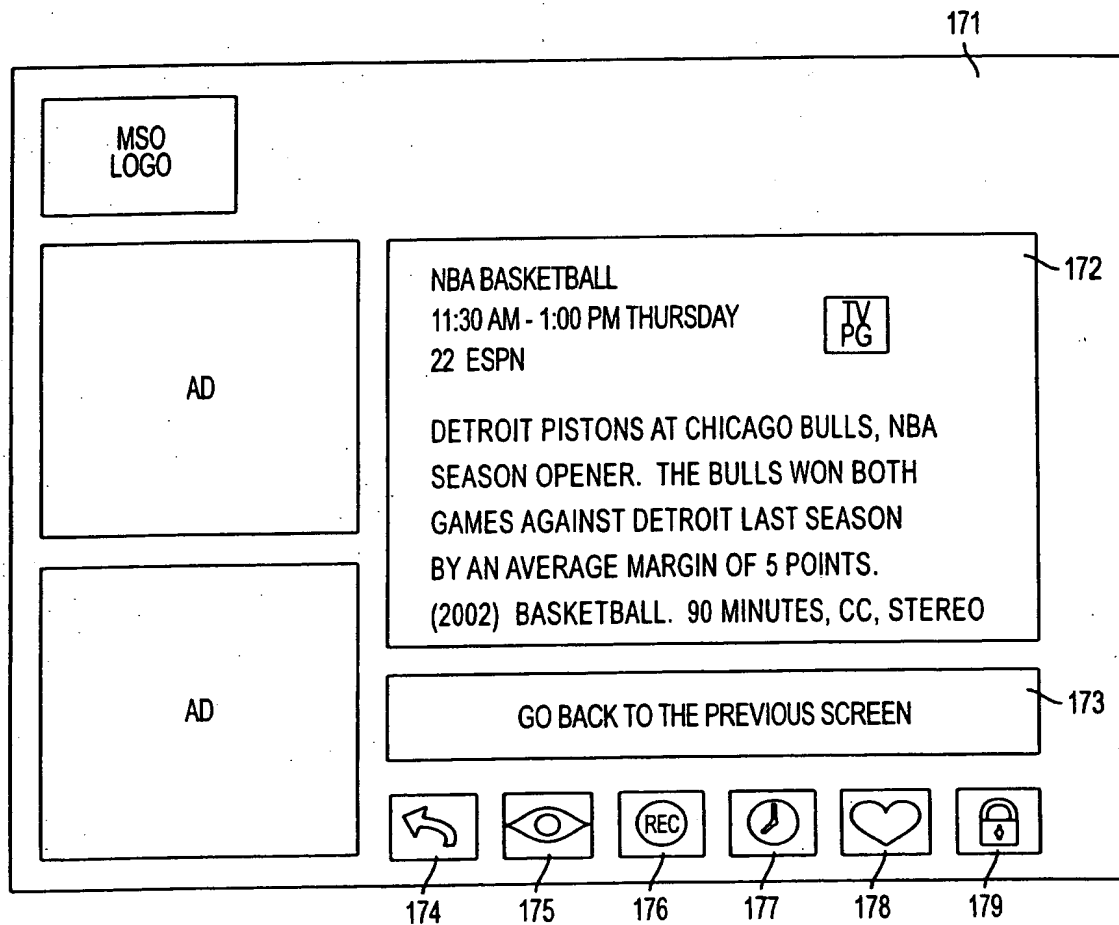 171
MSO
LOGO
AD
NBA BASKETBALL
11:30 AM - 1:00 PM THURSDAY
22 ESPN
TV
PG
172
DETROIT PISTONS AT CHICAGO BULLS, NBA
SEASON OPENER. THE BULLS WON BOTH
GAMES AGAINST DETROIT LAST SEASON
BY AN AVERAGE MARGIN OF 5 POINTS.
(2002) BASKETBALL. 90 MINUTES, CC, STEREO
AD
GO BACK TO THE PREVIOUS SCREEN
173
REC
174
175
176
177
178
179